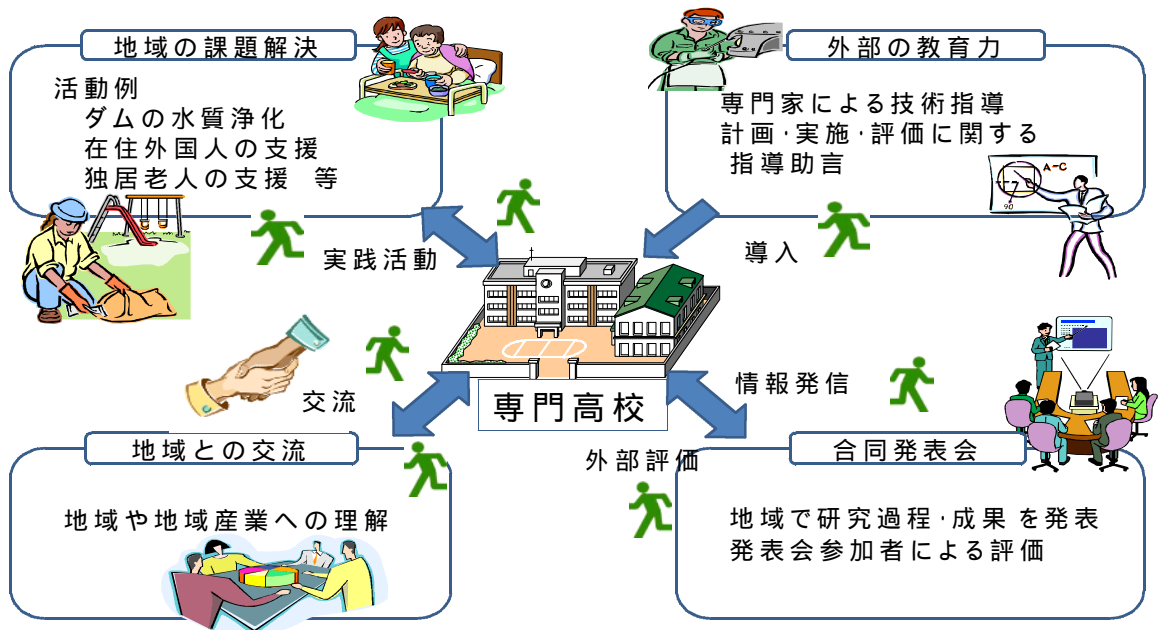 地域の課題解決
活動例
ダムの水質浄化
在住外国人の支援
独居老人の支援 等
外部の教育力
専門家による技術指導
計画・実施・評価に関する
指導助言
A-C
90
実践活動
導入
交流
専門高校
情報発信
外部評価
地域との交流
地域や地域産業への理解
合同発表会
地域で研究過程・成果 を発表
発表会参加者による評価